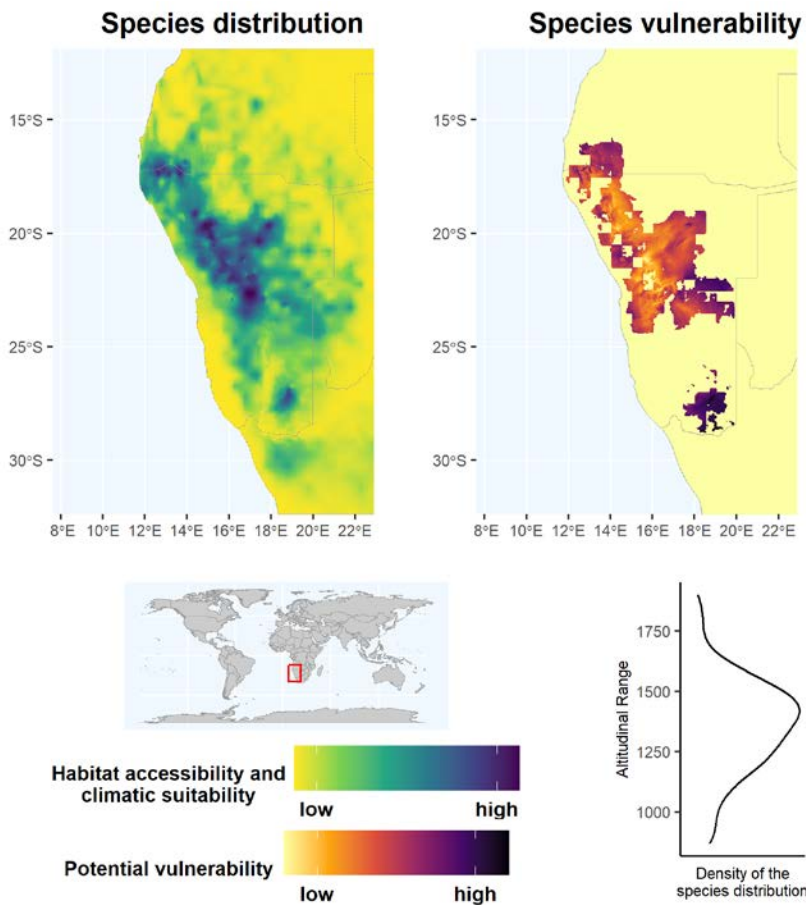 Species distribution
Species vulnerability
15°S
20°S
25°S
30°S
8°E 10°E 12°E 14°E 16°E 18°E 20°E 22°E
15°S
20°S
25°S
30°S
8°E 10°E 12°E 14°E 16°E 18°E 20°E 22°E
Habitat accessibility and
climatic suitability
low high
Potential vulnerability
low high
Altitudinal Range
1750
1500
1250
1000
Density of the
species distribution